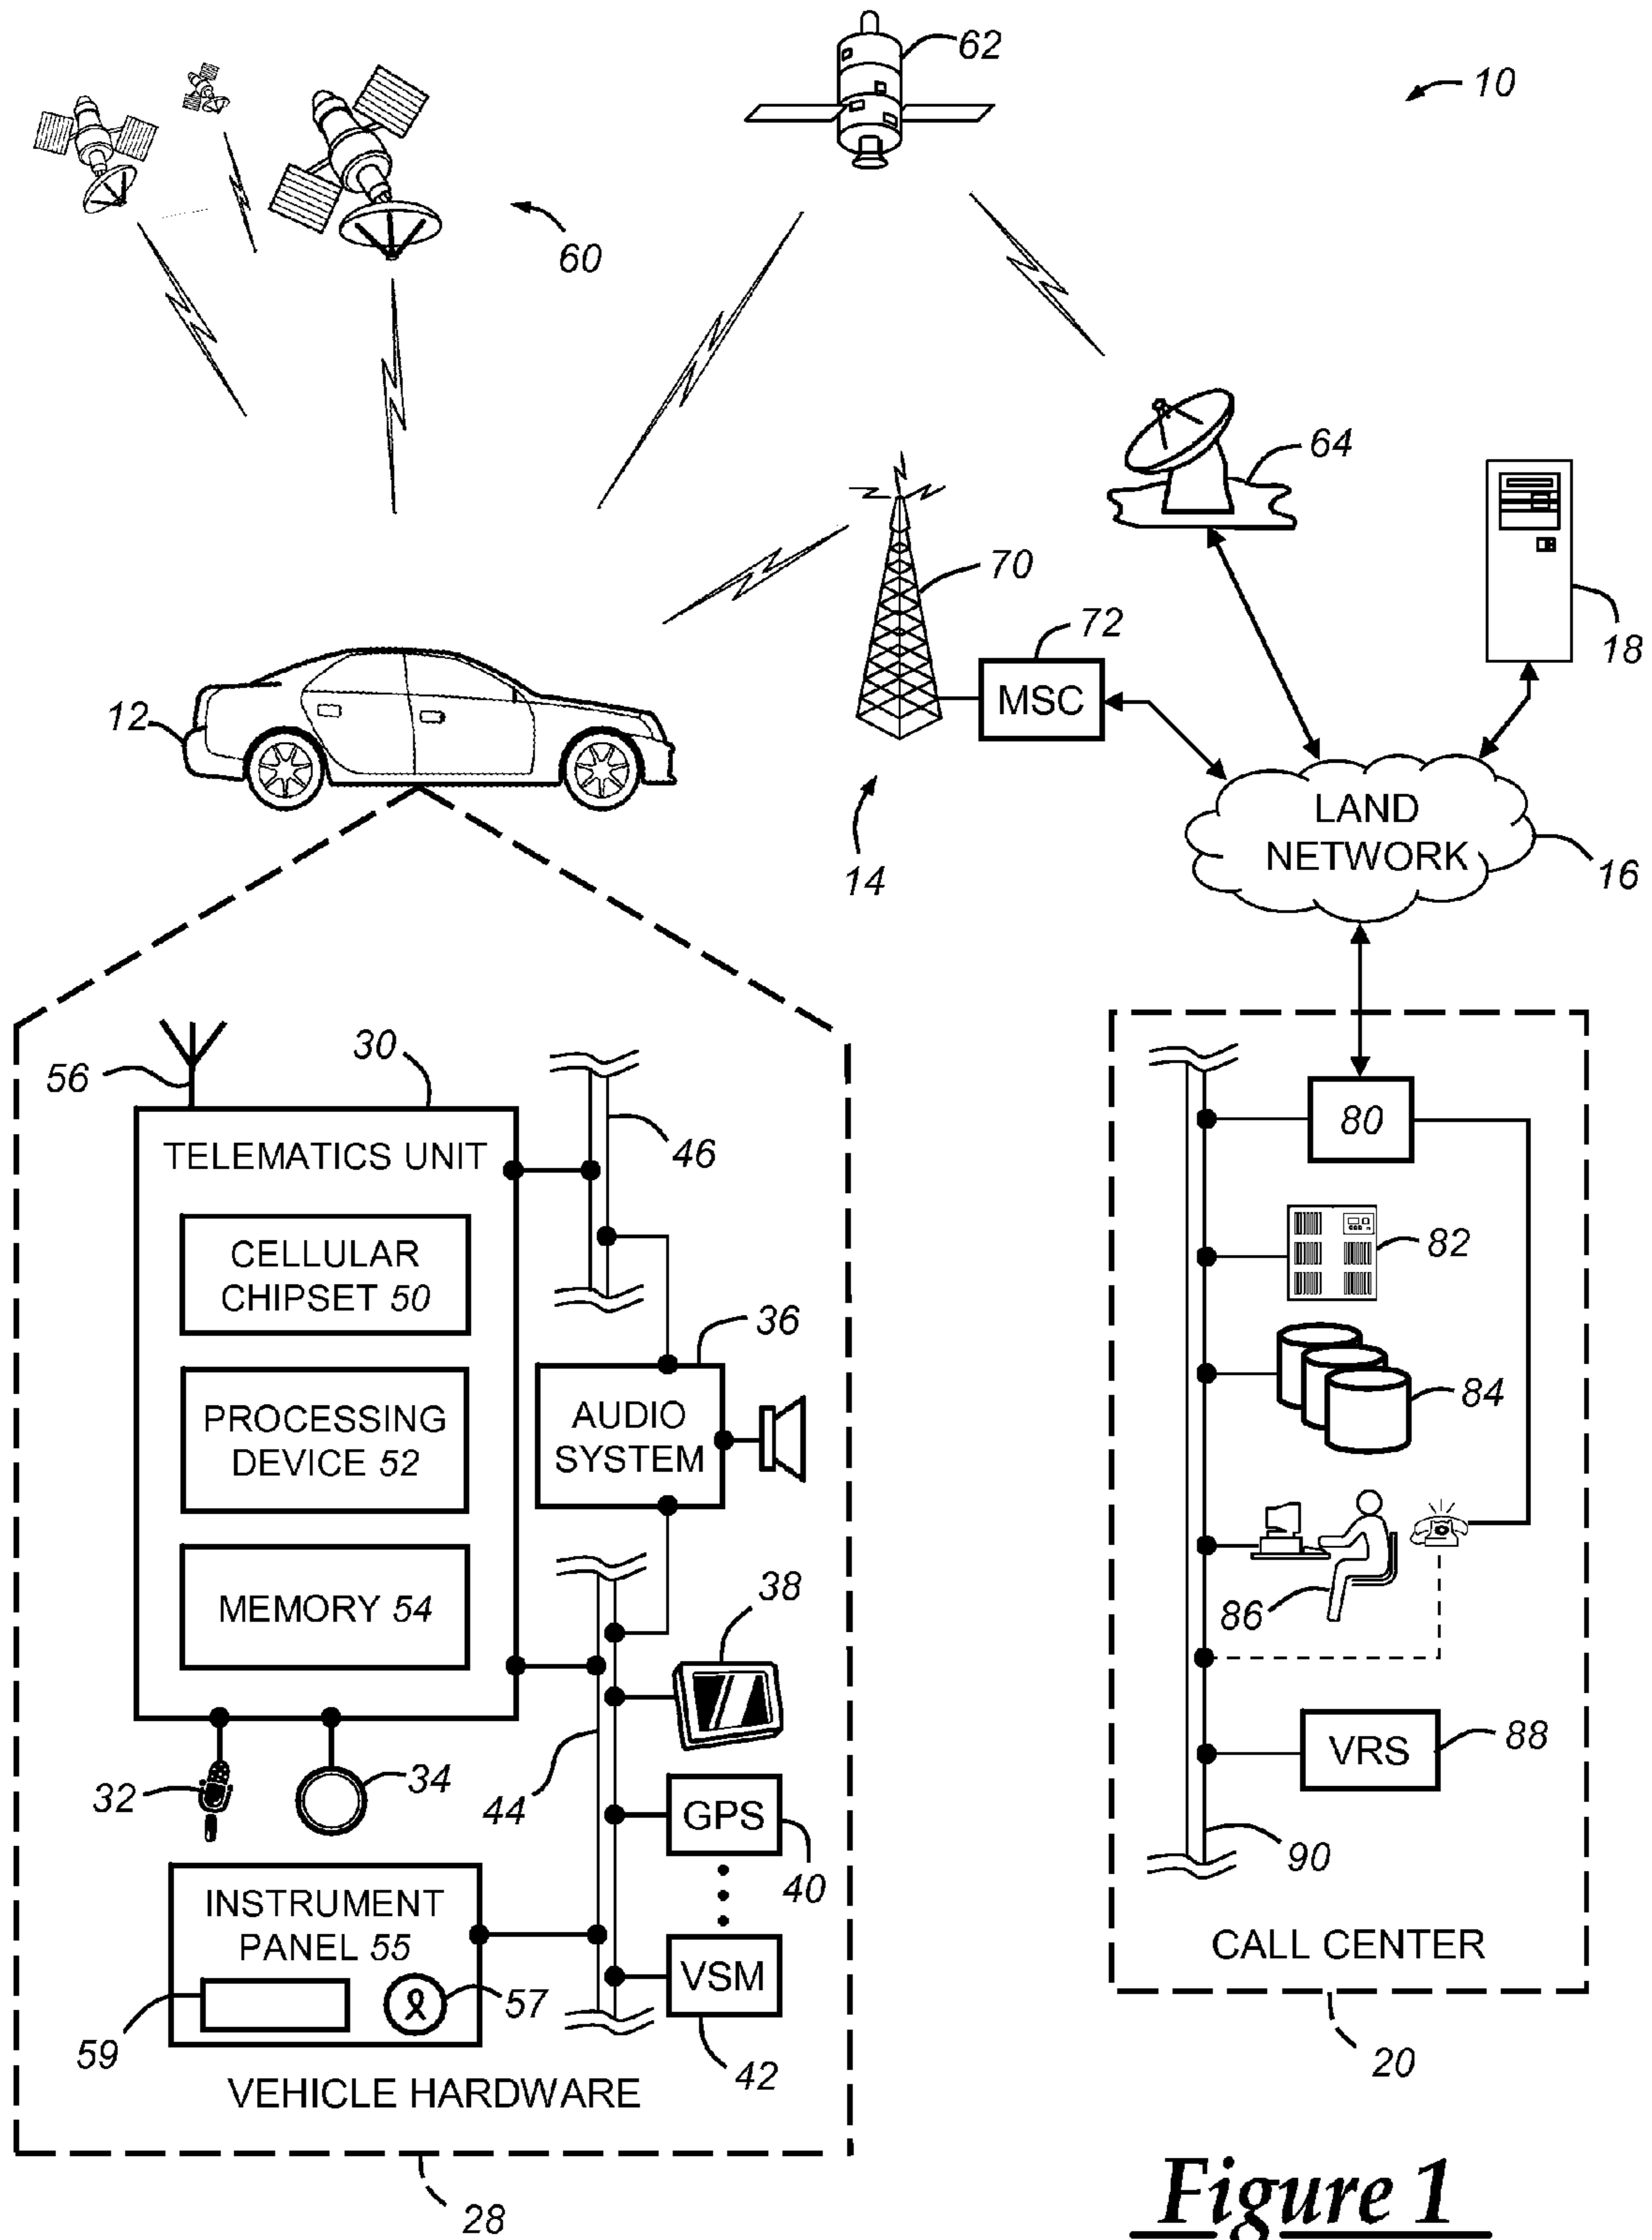 62
10
60
64
70
18
72
MSC
12
LAND
NETWORK
16
14
30
56
TELEMATICS UNIT
46
80
CELLULAR
CHIPSET 50
82
36
AUDIO
SYSTEM
84
PROCESSING
DEVICE 52
38
MEMORY 54
86
88
VRS
32
34
44
GPS
40
90
INSTRUMENT
PANEL 55
CALL CENTER
VSM
57
59
42
20
VEHICLE HARDWARE
28
Figure 1